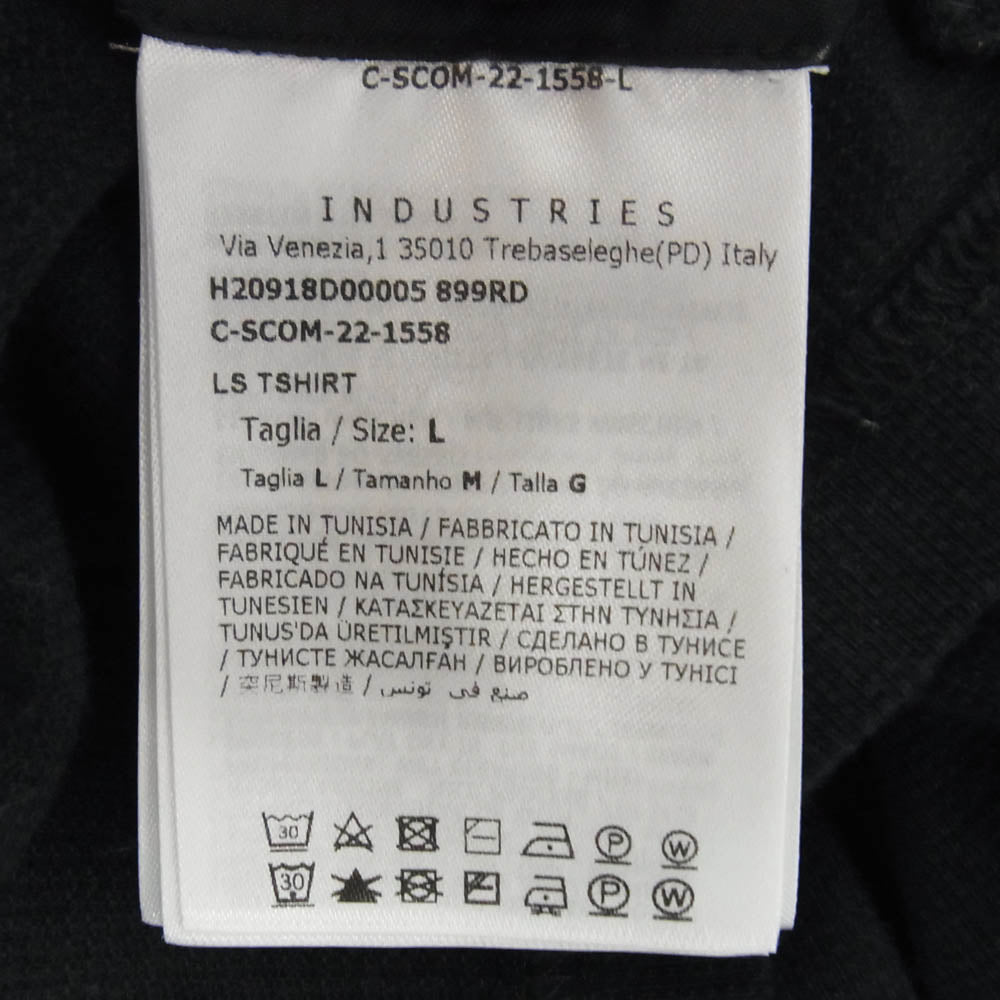 C-SCOM-22-1558-L
INDUSTRIES
Via Venezia,1 35010 Trebaseleghe(PD) Italy
H20918D00005 899RD
C-SCOM-22-1558
LS TSHIRT
Taglia / Size: L
Taglia L / Tamanho M / Talla G
MADE IN TUNISIA / FABBRICATO IN TUNISIA /
FABRIQUÉ EN TUNISIE / HECHO EN TÚNEZ /
FABRICADO NA TUNÍSIA / HERGESTELLT IN
TUNESIEN / ΚΑΤΑΣΚΕΥΑΖΕΤΑΙ ΣΤΗΝ ΤΥΝΗΣΙΑ /
TUNUS'DA ÜRETILMIŞTIR / СДЕЛАНО В ТУНИСЕ
/ ТУНИСТЕ ЖАСАЛҒАН / ВИРОБЛЕНО У ТУНІСІ
/ 突尼斯製造 / صنع في تونس
30 P W
30 P W